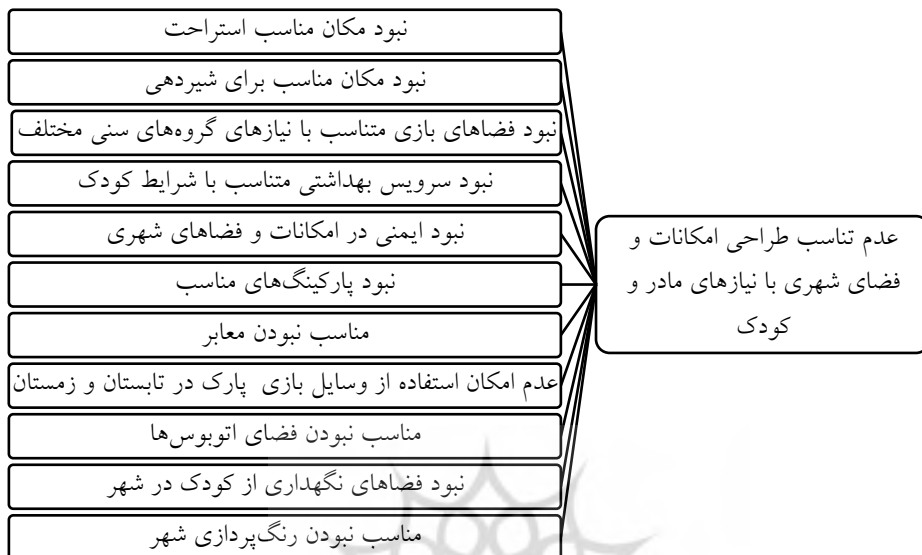 عدم تناسب طراحی امکانات و
فضای شهری با نیازهای مادر و
کودک
نبود مکان مناسب استراحت
نبود مکان مناسب برای شیردهی
نبود فضاهای بازی متناسب با نیازهای گروه‌های سنی مختلف
نبود سرویس بهداشتی متناسب با شرایط کودک
نبود ایمنی در امکانات و فضاهای شهری
نبود پارکینگ‌های مناسب
مناسب نبودن معابر
عدم امکان استفاده از وسایل بازی پارک در تابستان و زمستان
مناسب نبودن فضای اتوبوس‌ها
نبود فضاهای نگهداری از کودک در شهر
مناسب نبودن رنگ‌پردازی شهر